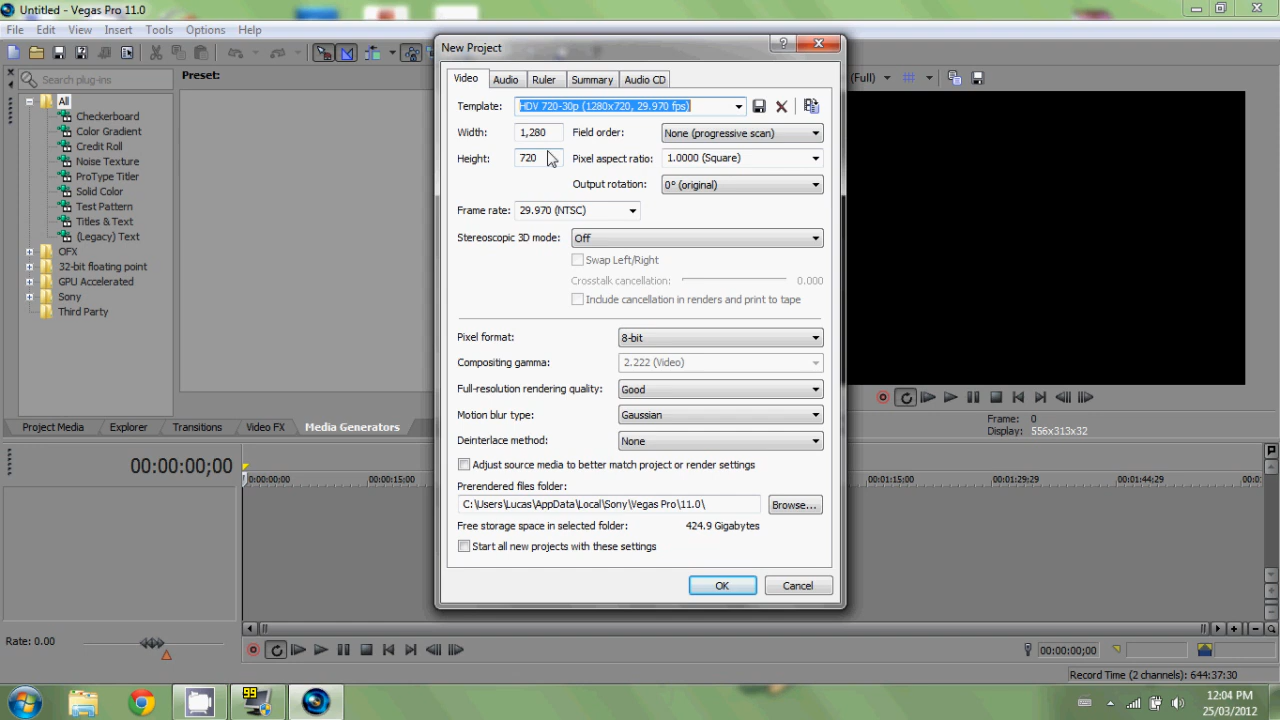 Untitled - Vegas Pro 11.0
File Edit View Insert Tools Options Help
Search plug-ins
Preset:
All
Checkerboard
Color Gradient
Credit Roll
Noise Texture
ProType Titler
Solid Color
Test Pattern
Titles & Text
(Legacy) Text
OFX
32-bit floating point
GPU Accelerated
Sony
Third Party
Project Media Explorer Transitions Video FX Media Generators
New Project
Video Audio Ruler Summary Audio CD
Template: HDV 720-30p (1280x720, 29.970 fps)
Width: 1,280 Field order: None (progressive scan)
Height: 720 Pixel aspect ratio: 1.0000 (Square)
Output rotation: 0° (original)
Frame rate: 29.970 (NTSC)
Stereoscopic 3D mode: Off
Swap Left/Right
Crosstalk cancellation: 0.000
Include cancellation in renders and print to tape
Pixel format: 8-bit
Compositing gamma: 2.222 (Video)
Full-resolution rendering quality: Good
Motion blur type: Gaussian
Deinterlace method: None
Adjust source media to better match project or render settings
Prerendered files folder:
C:\Users\Lucas\AppData\Local\Sony\Vegas Pro\11.0\ Browse...
Free storage space in selected folder: 424.9 Gigabytes
Start all new projects with these settings
OK Cancel
(Full)
Frame: 0
Display: 556x313x32
00:00:00;00
0:00:00:00 00:00:15:00 00:01:15:00 00:01:29:29 00:01:44:29
Rate: 0.00
00:00:00;00
Record Time (2 channels): 644:37:30
99
12:04 PM
25/03/2012